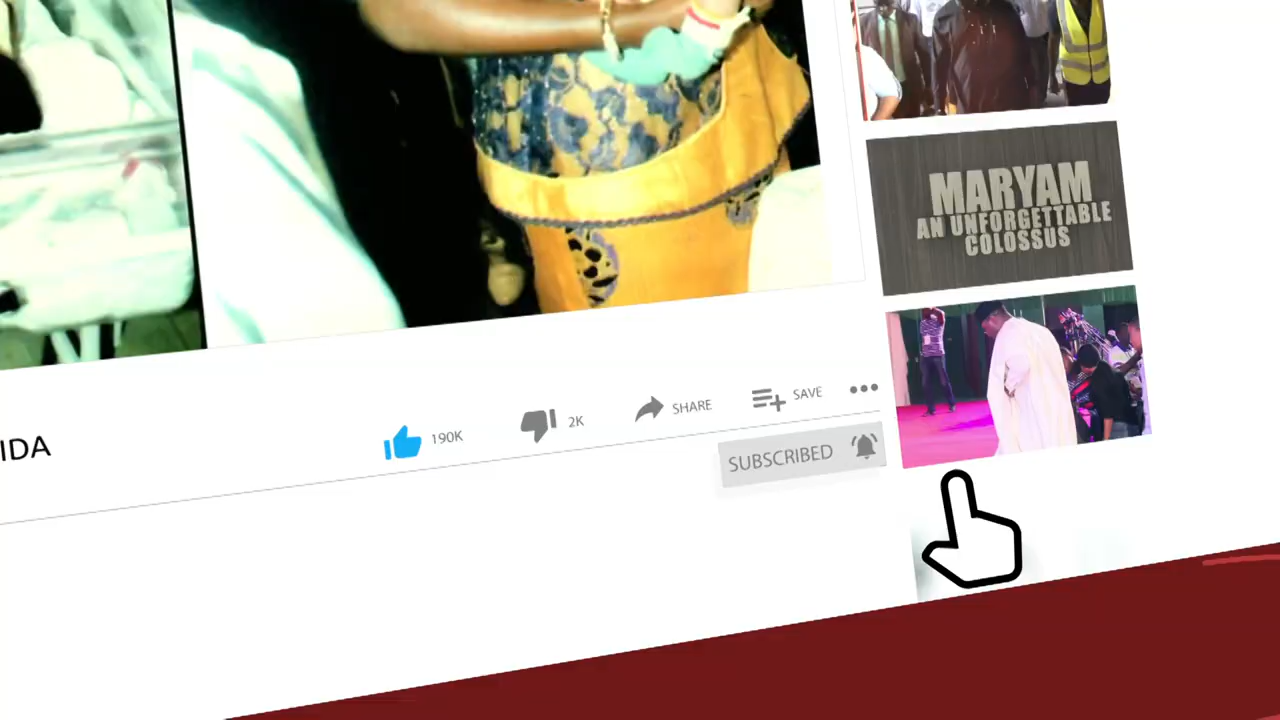 MARYAM
AN UNFORGETTABLE
COLOSSUS
IDA
190K
2K
SHARE
SAVE
SUBSCRIBED